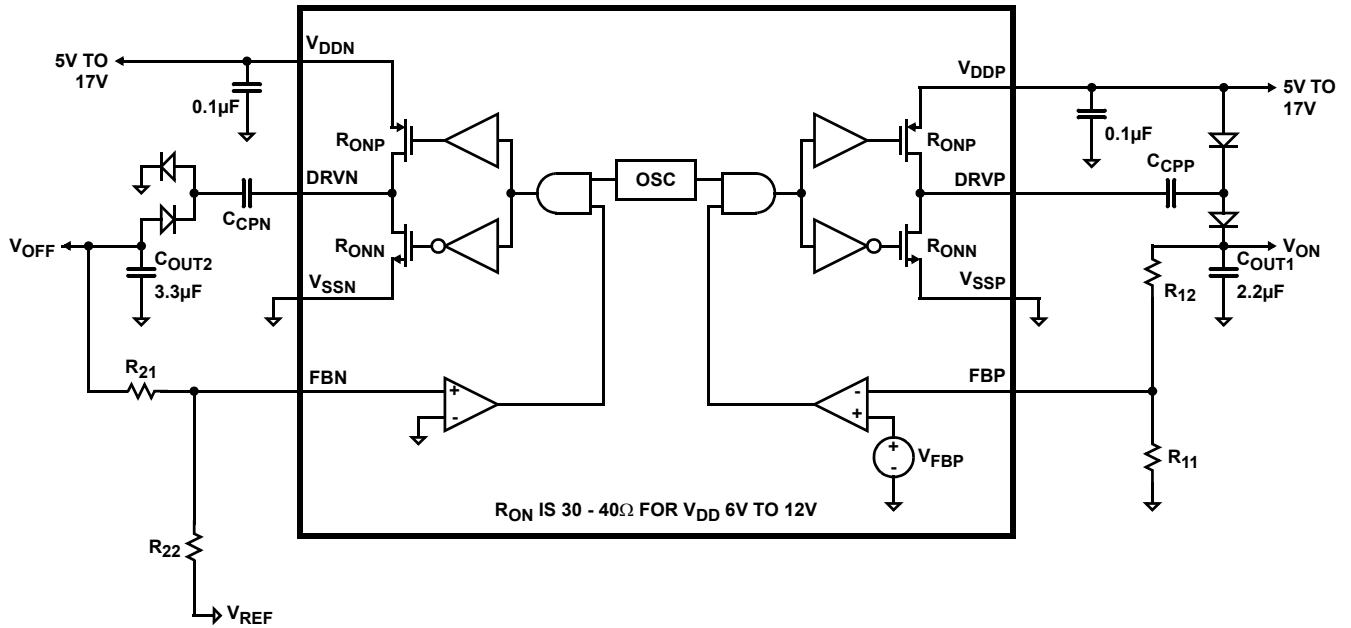 VDDN
5V TO
17V
0.1µF
RONP
DRVN
CCPN
RONN
VOFF
COUT2
3.3µF
VSSN
R21
FBN
+
-
R22
VREF
OSC
VDDP
5V TO
17V
0.1µF
RONP
CCPP
DRVP
RONN
VON
COUT1
2.2µF
VSSP
R12
FBP
-
+
+
-
VFBP
R11
RON IS 30 - 40Ω FOR VDD 6V TO 12V